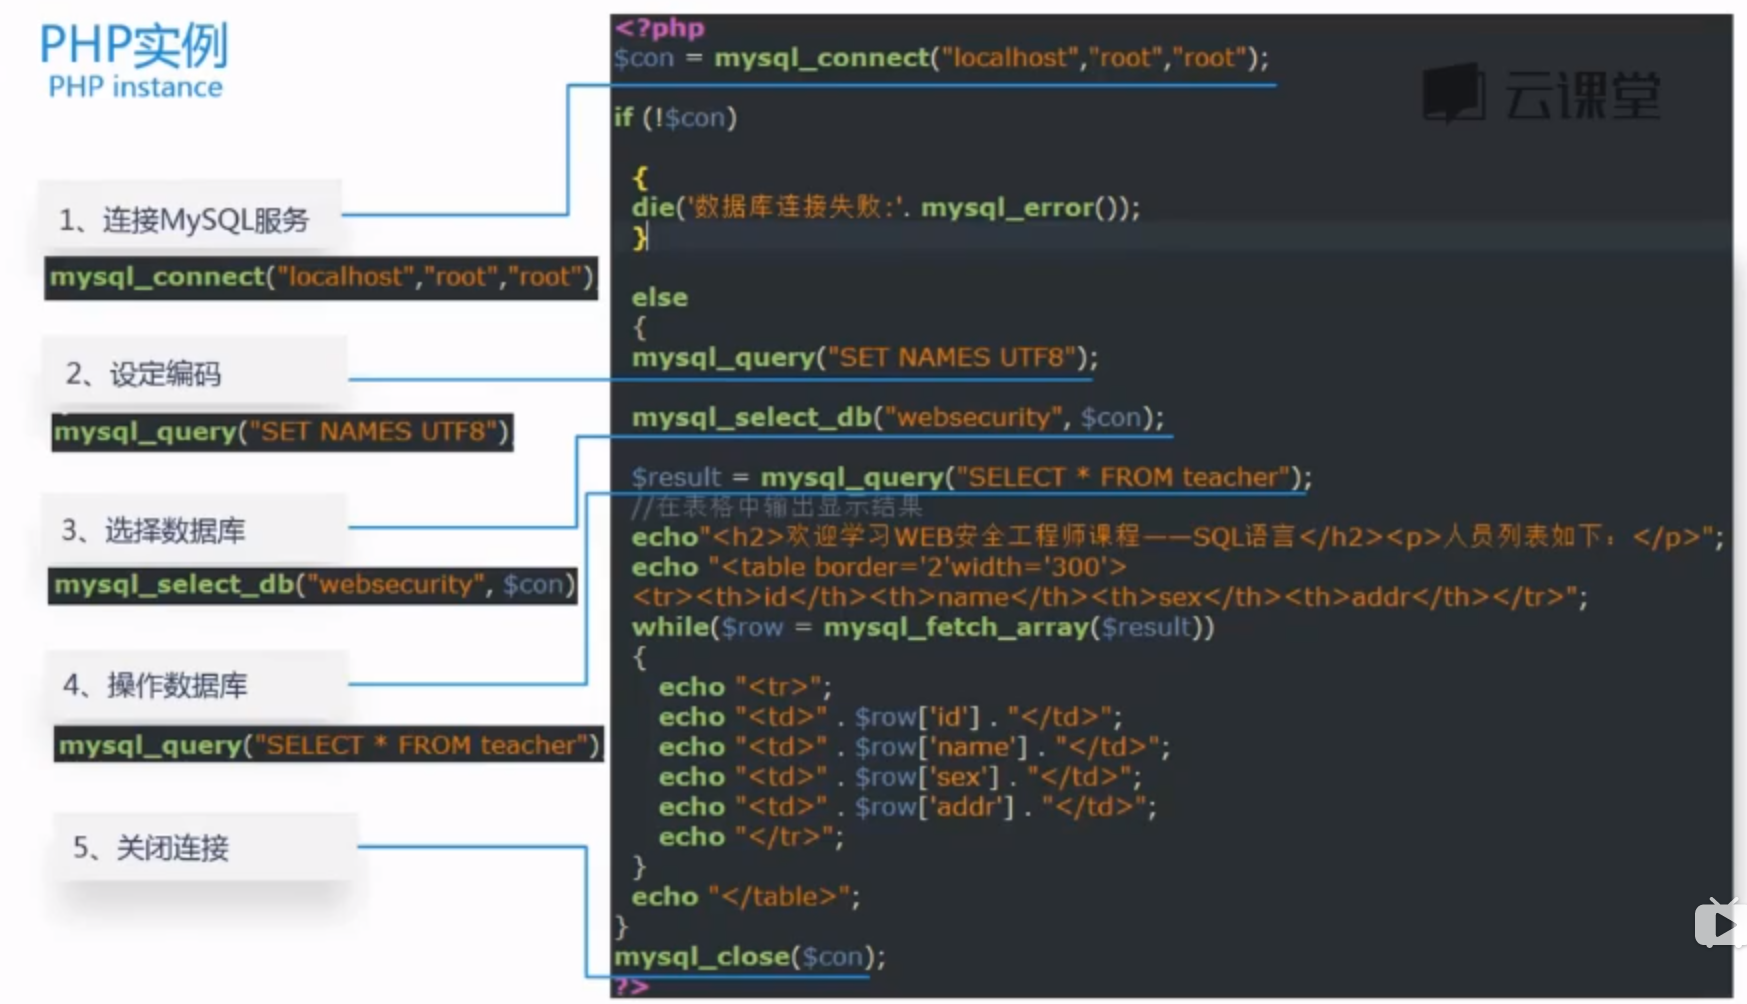 PHP实例
PHP instance
1、连接MySQL服务
mysql_connect("localhost","root","root")
2、设定编码
mysql_query("SET NAMES UTF8")
3、选择数据库
mysql_select_db("websecurity", $con)
4、操作数据库
mysql_query("SELECT * FROM teacher")
5、关闭连接
云课堂
<?php
$con = mysql_connect("localhost","root","root");
if (!$con)
{
die('数据库连接失败:'. mysql_error());
}
else
{
mysql_query("SET NAMES UTF8");
mysql_select_db("websecurity", $con);
$result = mysql_query("SELECT * FROM teacher");
//在表格中输出显示结果
echo"<h2>欢迎学习WEB安全工程师课程——SQL语言</h2><p>人员列表如下：</p>";
echo "<table border='2'width='300'>
<tr><th>id</th><th>name</th><th>sex</th><th>addr</th></tr>";
while($row = mysql_fetch_array($result))
{
echo "<tr>";
echo "<td>" . $row['id'] . "</td>";
echo "<td>" . $row['name'] . "</td>";
echo "<td>" . $row['sex'] . "</td>";
echo "<td>" . $row['addr'] . "</td>";
echo "</tr>";
}
echo "</table>";
}
mysql_close($con);
?>